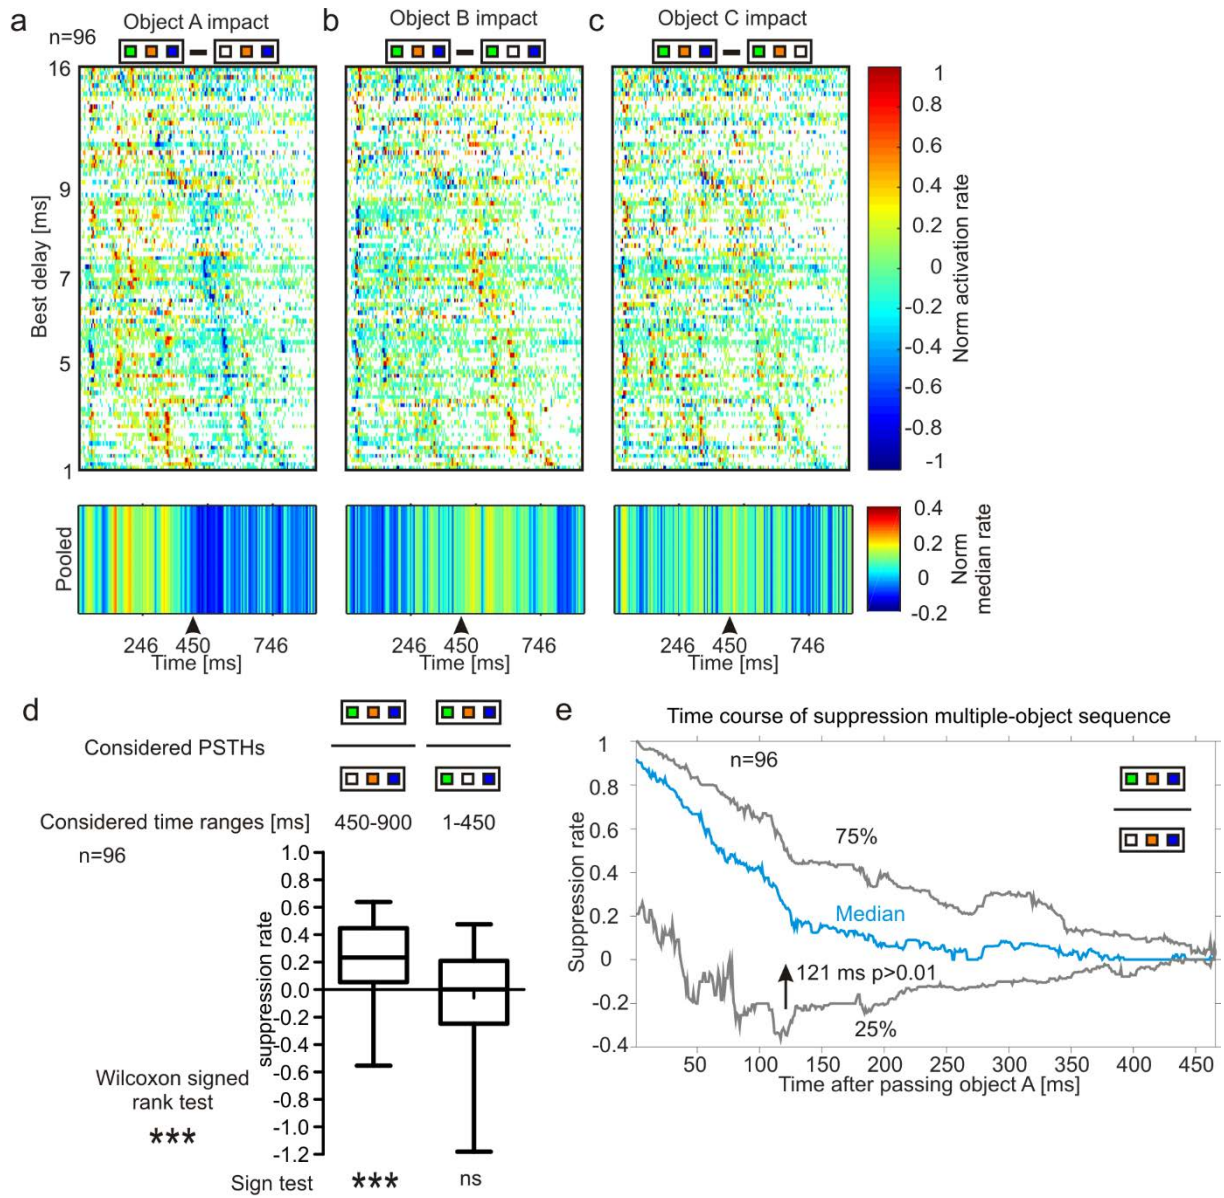 a
Object A impact
n=96
b
Object B impact
c
Object C impact
16
9
7
5
1
Best delay [ms]
1
0.8
0.6
0.4
0.2
0
-0.2
-0.4
-0.6
-0.8
-1
Norm activation rate
Pooled
246 450 746
Time [ms]
246 450 746
Time [ms]
246 450 746
Time [ms]
0.4
0.2
0
-0.2
Norm
median rate
d
Considered PSTHs
Considered time ranges [ms] 450-900 1-450
n=96
1.0
0.8
0.6
0.4
0.2
0.0
-0.2
-0.4
-0.6
-0.8
-1.0
-1.2
suppression rate
Wilcoxon signed
rank test
***
Sign test *** ns
e
Time course of suppression multiple-object sequence
n=96
1
0.8
0.6
0.4
0.2
0
-0.2
-0.4
Suppression rate
75%
Median
121 ms p>0.01
25%
50 100 150 200 250 300 350 400 450
Time after passing object A [ms]